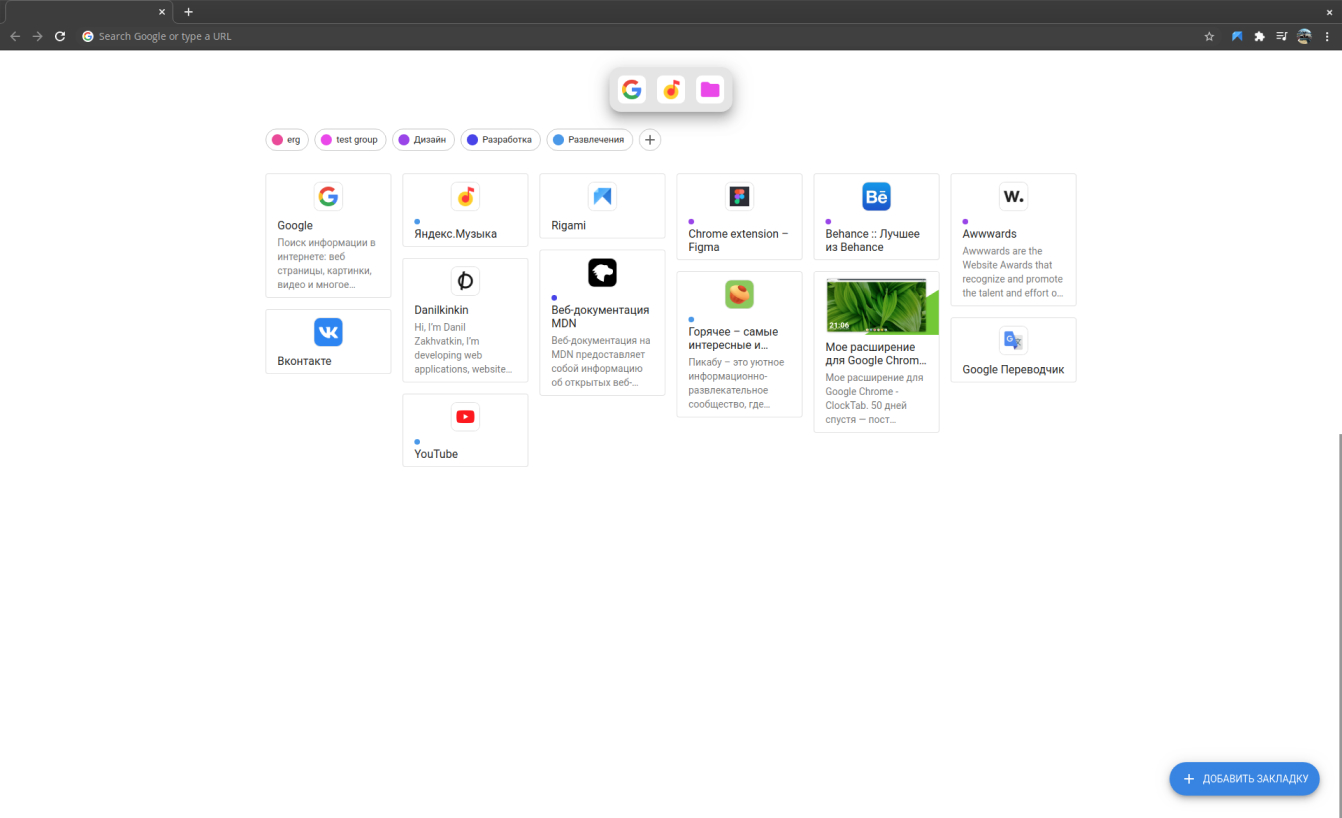 Search Google or type a URL
erg
test group
Дизайн
Разработка
Развлечения
Google
Поиск информации в
интернете: веб
страницы, картинки,
видео и многое…
Вконтакте
Яндекс.Музыка
Danilkinkin
Hi, I'm Danil
Zakhvatkin, I'm
developing web
applications, website…
YouTube
Rigami
Веб-документация
MDN
Веб-документация на
MDN предоставляет
собой информацию
об открытых веб-…
Chrome extension –
Figma
Горячее – самые
интересные и…
Пикабу – это уютное
информационно-
развлекательное
сообщество, где…
Bē
Behance :: Лучшее
из Behance
21:06
Мое расширение
для Google Chrom…
Мое расширение для
Google Chrome -
ClockTab. 50 дней
спустя — пост…
W.
Awwwards
Awwwards are the
Website Awards that
recognize and promote
the talent and effort o…
Google Переводчик
ДОБАВИТЬ ЗАКЛАДКУ